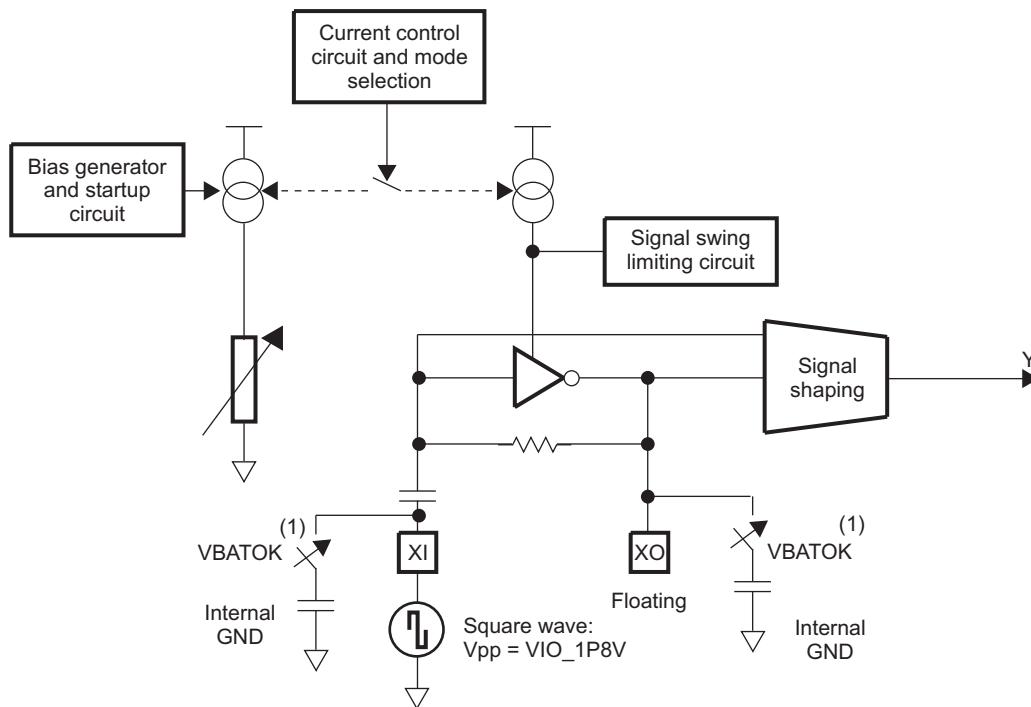 Current control
circuit and mode
selection
Bias generator
and startup
circuit
Signal swing
limiting circuit
Signal
shaping
Y
(1)
VBATOK
XI
XO
(1)
VBATOK
Floating
Internal
GND
Square wave:
Vpp = VIO_1P8V
Internal
GND